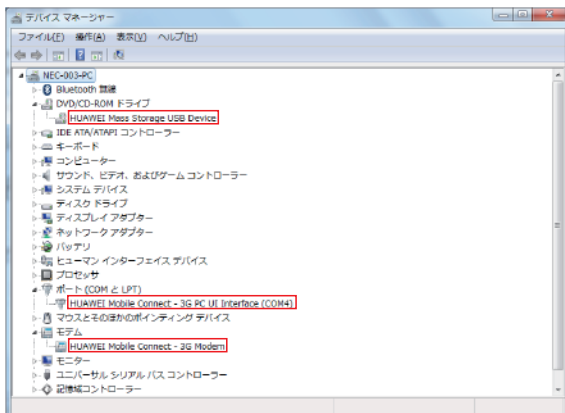 デバイス マネージャー
ファイル(F) 操作(A) 表示(V) ヘルプ(H)
NEC-003-PC
Bluetooth 無線
DVD/CD-ROM ドライブ
HUAWEI Mass Storage USB Device
IDE ATA/ATAPI コントローラー
キーボード
コンピューター
サウンド、ビデオ、およびゲーム コントローラー
システム デバイス
ディスク ドライブ
ディスプレイ アダプター
ネットワーク アダプター
バッテリ
ヒューマン インターフェイス デバイス
プロセッサ
ポート (COM と LPT)
HUAWEI Mobile Connect - 3G PC UI Interface (COM4)
マウスとそのほかのポインティング デバイス
モデム
HUAWEI Mobile Connect - 3G Modem
モニター
ユニバーサル シリアル バス コントローラー
記憶域コントローラー